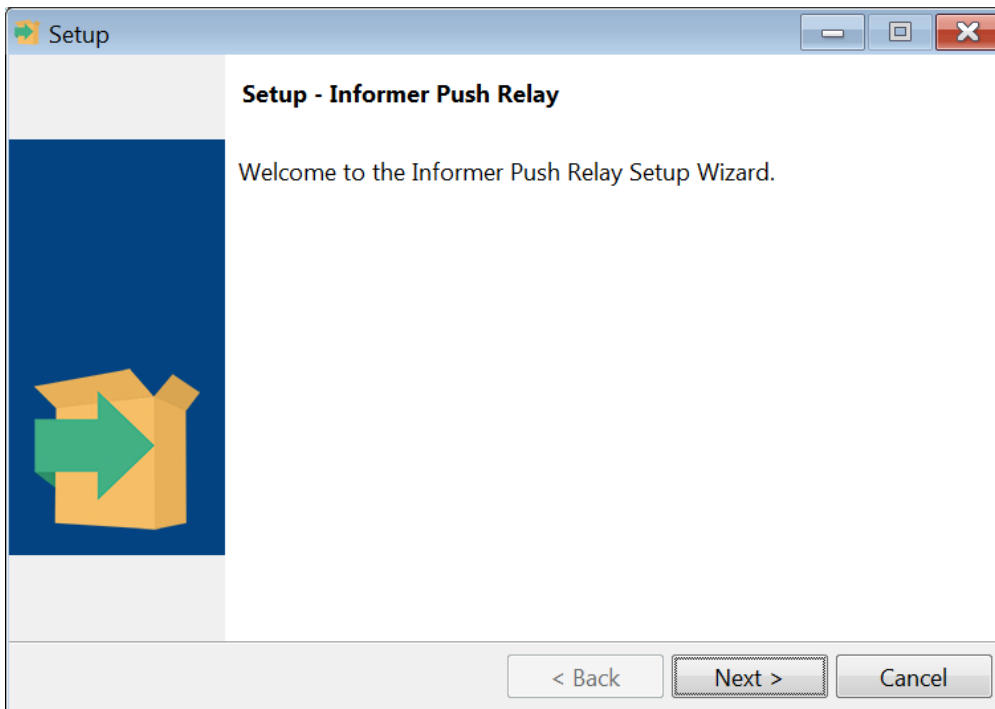 Setup
Setup - Informer Push Relay
Welcome to the Informer Push Relay Setup Wizard.
< Back
Next >
Cancel